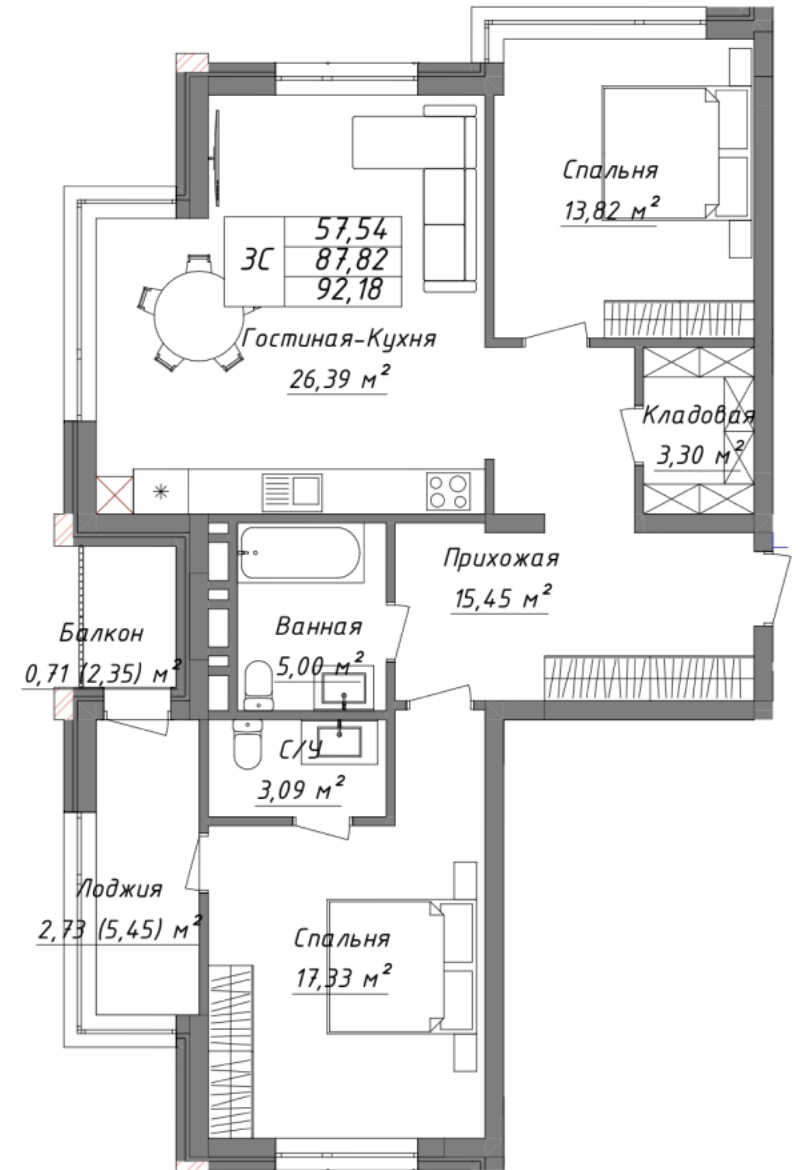 Спальня
13,82 м²
3С
57,54
87,82
92,18
Гостиная-Кухня
26,39 м²
Кладовая
3,30 м²
Прихожая
15,45 м²
Ванная
5,00 м²
Балкон
0,71 (2,35) м²
С/У
3,09 м²
Лоджия
2,73 (5,45) м²
Спальня
17,33 м²